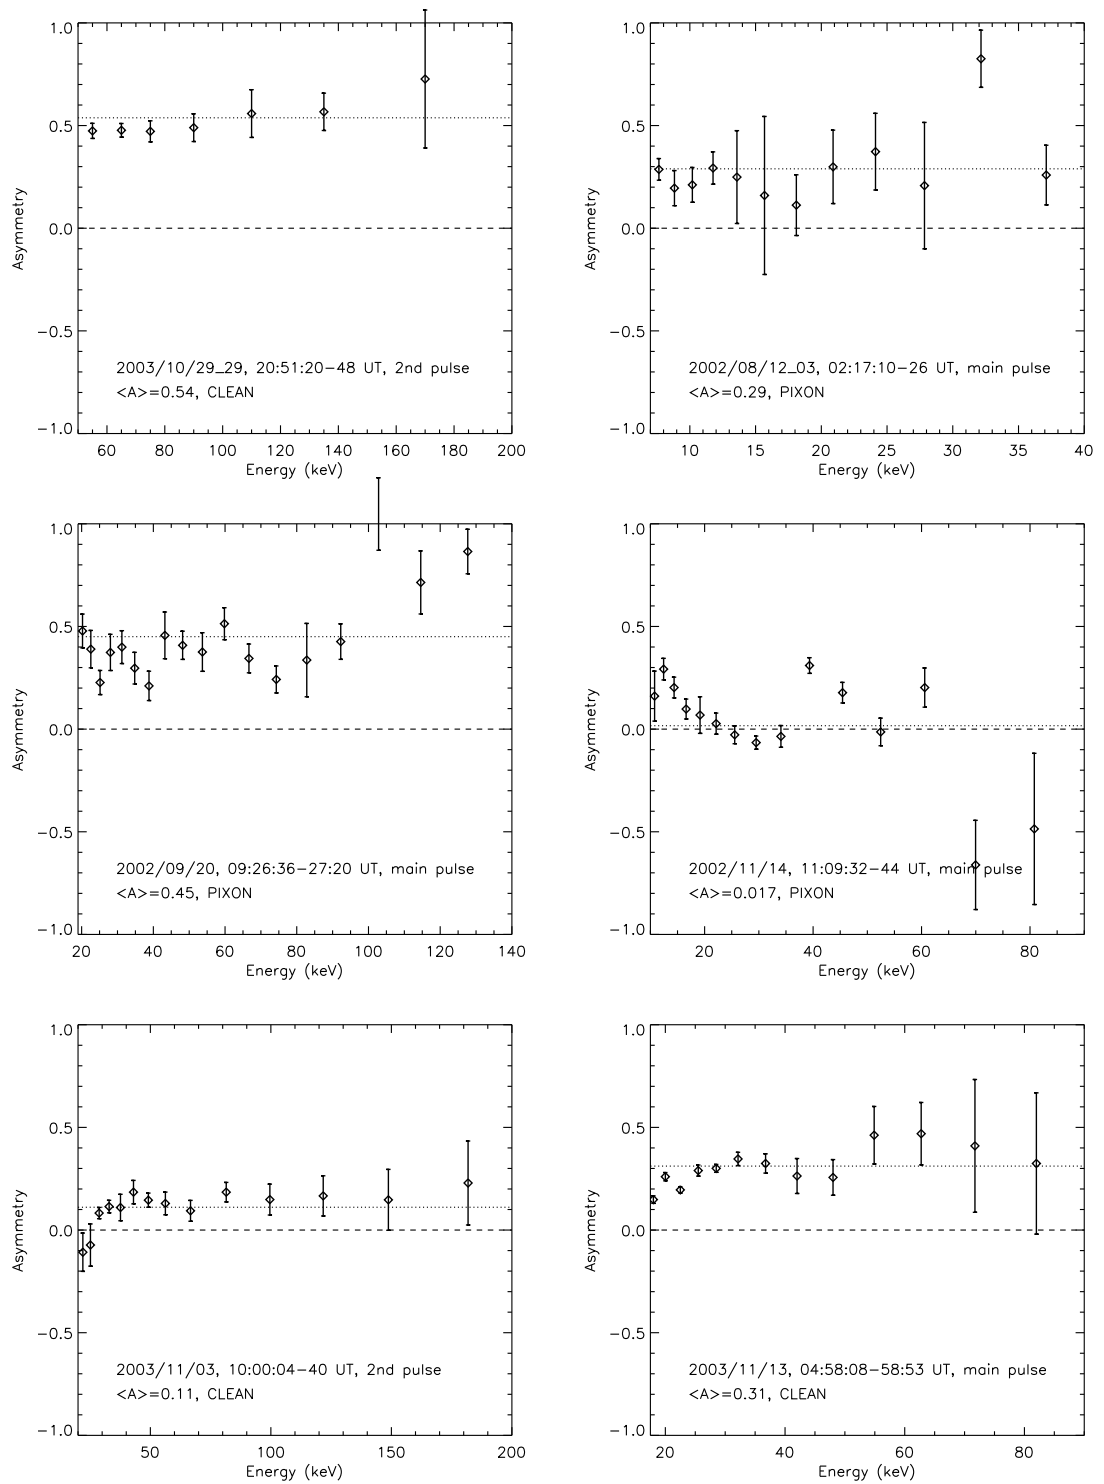 1.0
0.5
0.0
−0.5
−1.0
Asymmetry
2003/10/29_29, 20:51:20−48 UT, 2nd pulse
<A>=0.54, CLEAN
60 80 100 120 140 160 180 200
Energy (keV)
1.0
0.5
0.0
−0.5
−1.0
Asymmetry
2002/08/12_03, 02:17:10−26 UT, main pulse
<A>=0.29, PIXON
10 15 20 25 30 35 40
Energy (keV)
1.0
0.5
0.0
−0.5
−1.0
Asymmetry
2002/09/20, 09:26:36−27:20 UT, main pulse
<A>=0.45, PIXON
20 40 60 80 100 120 140
Energy (keV)
1.0
0.5
0.0
−0.5
−1.0
Asymmetry
2002/11/14, 11:09:32−44 UT, main pulse
<A>=0.017, PIXON
20 40 60 80
Energy (keV)
1.0
0.5
0.0
−0.5
−1.0
Asymmetry
2003/11/03, 10:00:04−40 UT, 2nd pulse
<A>=0.11, CLEAN
50 100 150 200
Energy (keV)
1.0
0.5
0.0
−0.5
−1.0
Asymmetry
2003/11/13, 04:58:08−58:53 UT, main pulse
<A>=0.31, CLEAN
20 40 60 80
Energy (keV)